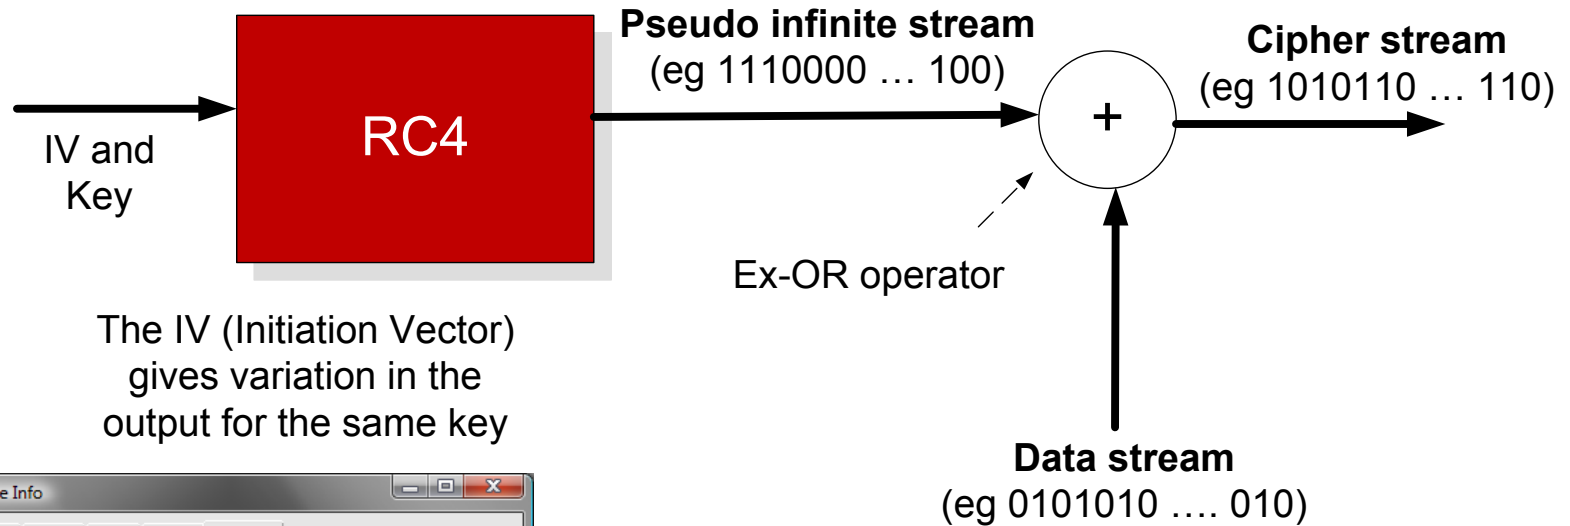 IV and
Key
RC4
Pseudo infinite stream
(eg 1110000 … 100)
+
Cipher stream
(eg 1010110 … 110)
Ex-OR operator
The IV (Initiation Vector)
gives variation in the
output for the same key
Data stream
(eg 0101010 .... 010)
Info